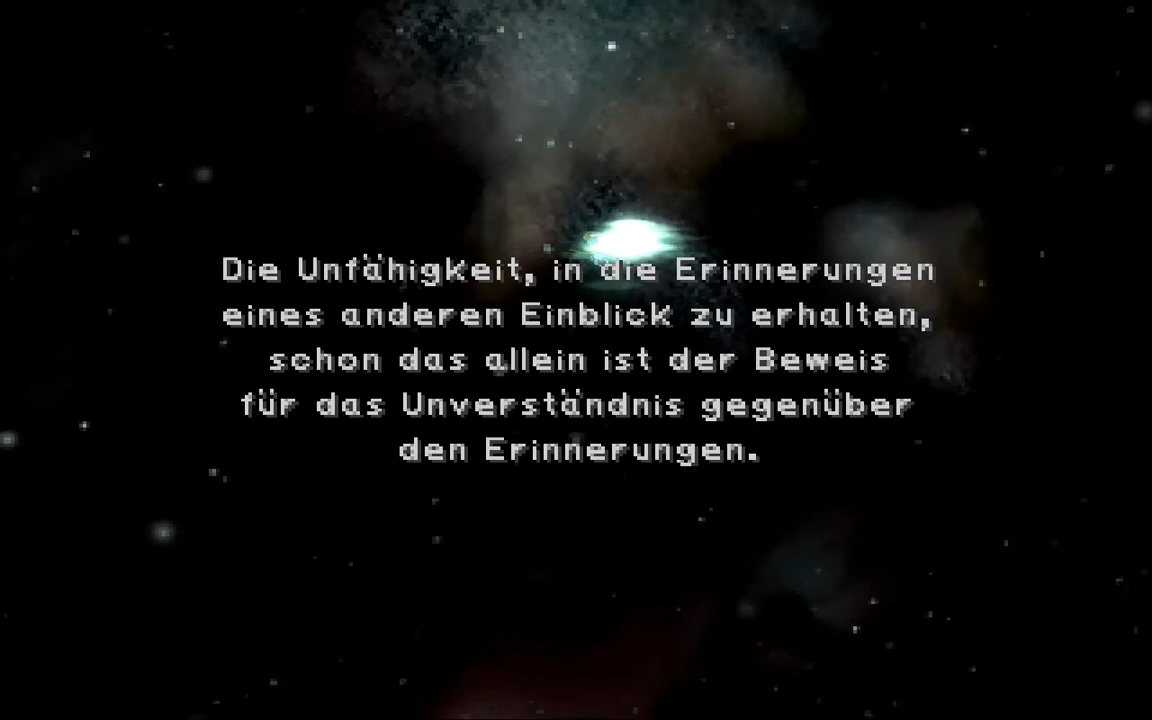 Die Unfähigkeit, in die Erinnerungen
eines anderen Einblick zu erhalten,
schon das allein ist der Beweis
für das Unverständnis gegenüber
den Erinnerungen.